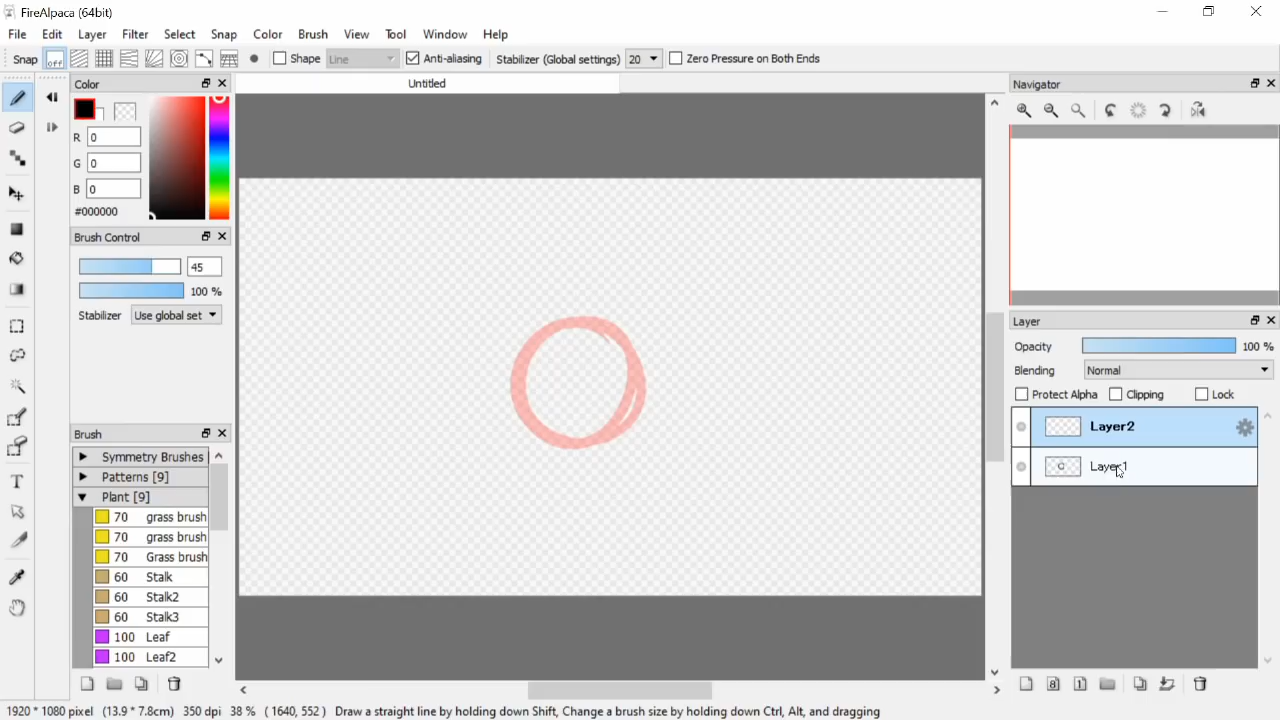 FireAlpaca (64bit)
File Edit Layer Filter Select Snap Color Brush View Tool Window Help
Snap off Shape Line Anti-aliasing Stabilizer (Global settings) 20 Zero Pressure on Both Ends
Color
R 0
G 0
B 0
#000000
Brush Control
45
100 %
Stabilizer Use global set
Brush
Symmetry Brushes
Patterns [9]
Plant [9]
70 grass brush
70 grass brush
70 Grass brush
60 Stalk
60 Stalk2
60 Stalk3
100 Leaf
100 Leaf2
Untitled
Navigator
Layer
Opacity 100 %
Blending Normal
Protect Alpha Clipping Lock
Layer2
Layer1
1920 * 1080 pixel (13.9 * 7.8cm) 350 dpi 38 % ( 1640, 552 ) Draw a straight line by holding down Shift, Change a brush size by holding down Ctrl, Alt, and dragging